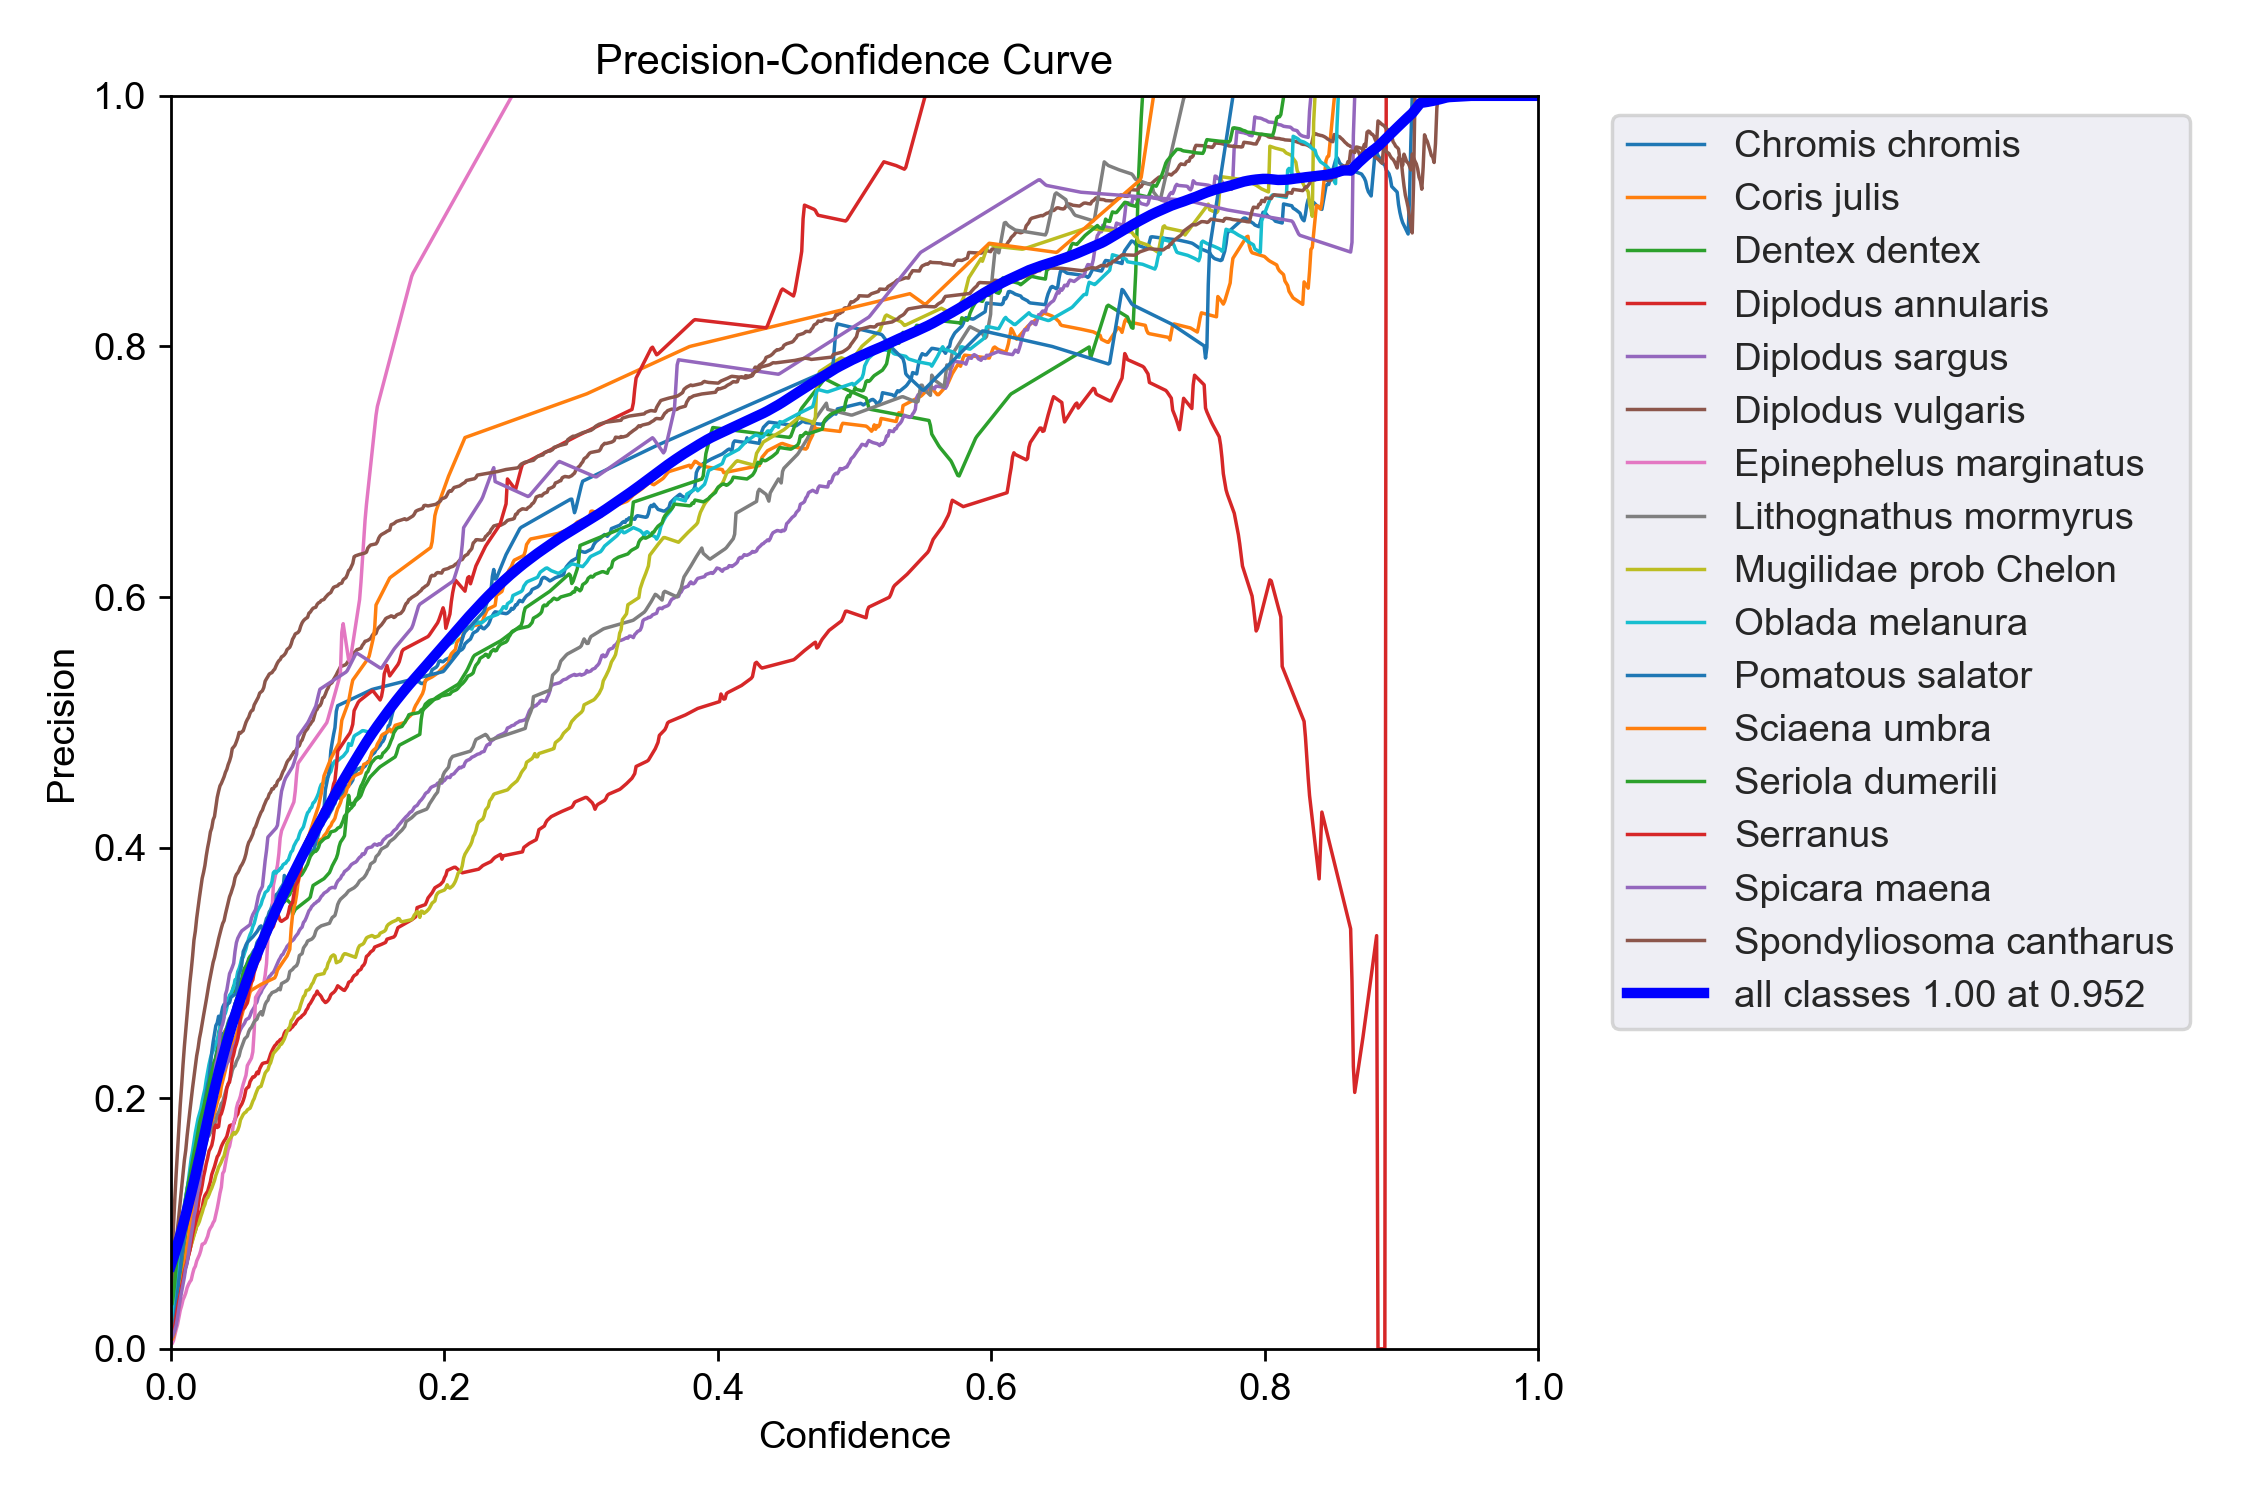 Precision-Confidence Curve
1.0
0.8
0.6
0.4
0.2
0.0
Precision
0.0 0.2 0.4 0.6 0.8 1.0
Confidence
Chromis chromis
Coris julis
Dentex dentex
Diplodus annularis
Diplodus sargus
Diplodus vulgaris
Epinephelus marginatus
Lithognathus mormyrus
Mugilidae prob Chelon
Oblada melanura
Pomatous salator
Sciaena umbra
Seriola dumerili
Serranus
Spicara maena
Spondyliosoma cantharus
all classes 1.00 at 0.952